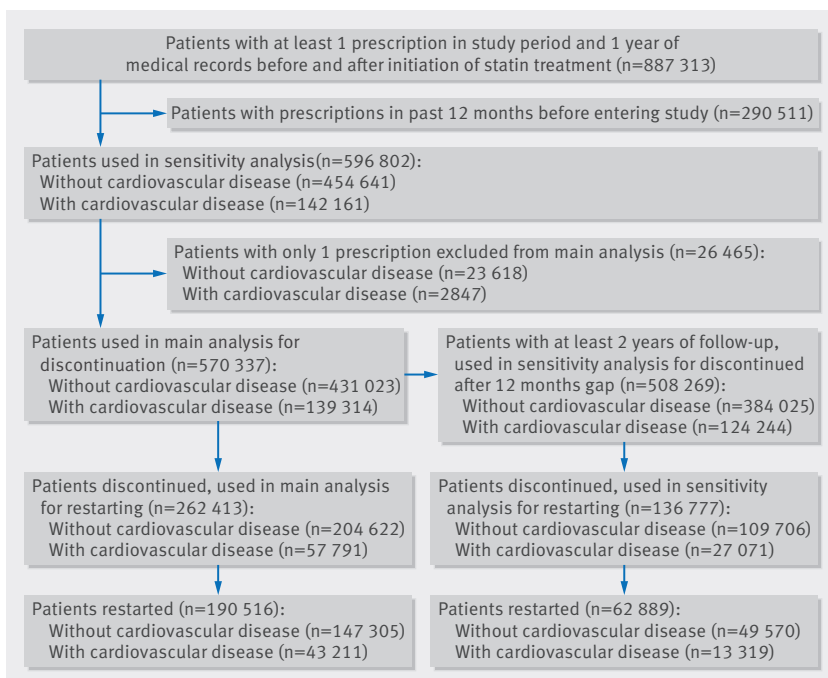 Patients with at least 1 prescription in study period and 1 year of
medical records before and after initiation of statin treatment (n=887 313)
Patients with prescriptions in past 12 months before entering study (n=290 511)
Patients used in sensitivity analysis(n=596 802):
Without cardiovascular disease (n=454 641)
With cardiovascular disease (n=142 161)
Patients with only 1 prescription excluded from main analysis (n=26 465):
Without cardiovascular disease (n=23 618)
With cardiovascular disease (n=2847)
Patients used in main analysis for
discontinuation (n=570 337):
Without cardiovascular disease (n=431 023)
With cardiovascular disease (n=139 314)
Patients with at least 2 years of follow-up,
used in sensitivity analysis for discontinued
after 12 months gap (n=508 269):
Without cardiovascular disease (n=384 025)
With cardiovascular disease (n=124 244)
Patients discontinued, used in main analysis
for restarting (n=262 413):
Without cardiovascular disease (n=204 622)
With cardiovascular disease (n=57 791)
Patients discontinued, used in sensitivity
analysis for restarting (n=136 777):
Without cardiovascular disease (n=109 706)
With cardiovascular disease (n=27 071)
Patients restarted (n=190 516):
Without cardiovascular disease (n=147 305)
With cardiovascular disease (n=43 211)
Patients restarted (n=62 889):
Without cardiovascular disease (n=49 570)
With cardiovascular disease (n=13 319)